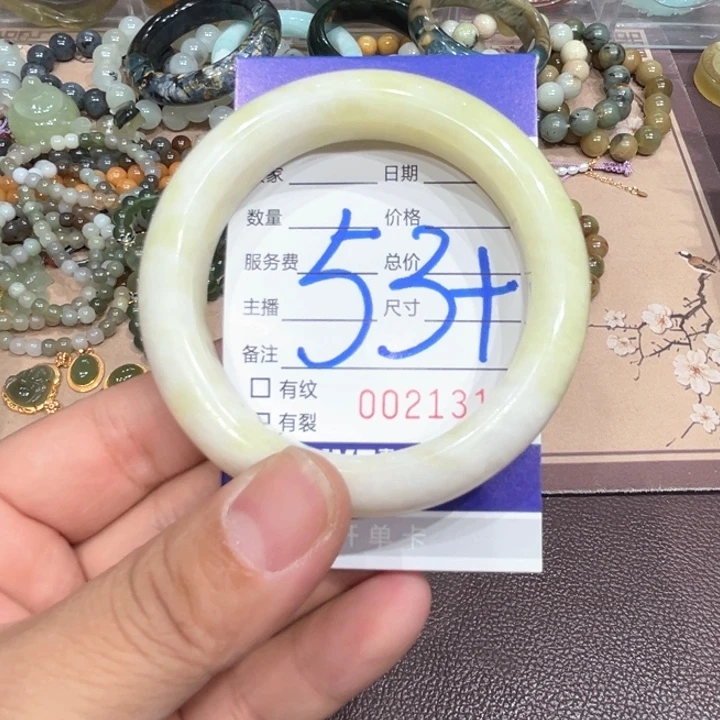 家 日期
数量 价格
服务费 总价
主播 尺寸
53+
备注
有纹
有裂 002131
开单卡